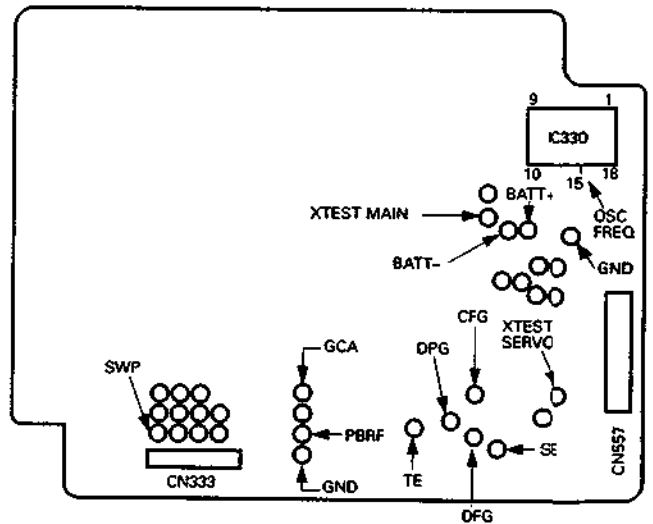 9 1
IC330
10 15 16
BATT+
XTEST MAIN
OSC
FREQ
BATT–
GND
CFG
XTEST
SERVO
GCA
DPG
SWP
PBRF
SE
CN557
CN333
TE
GND
DFG